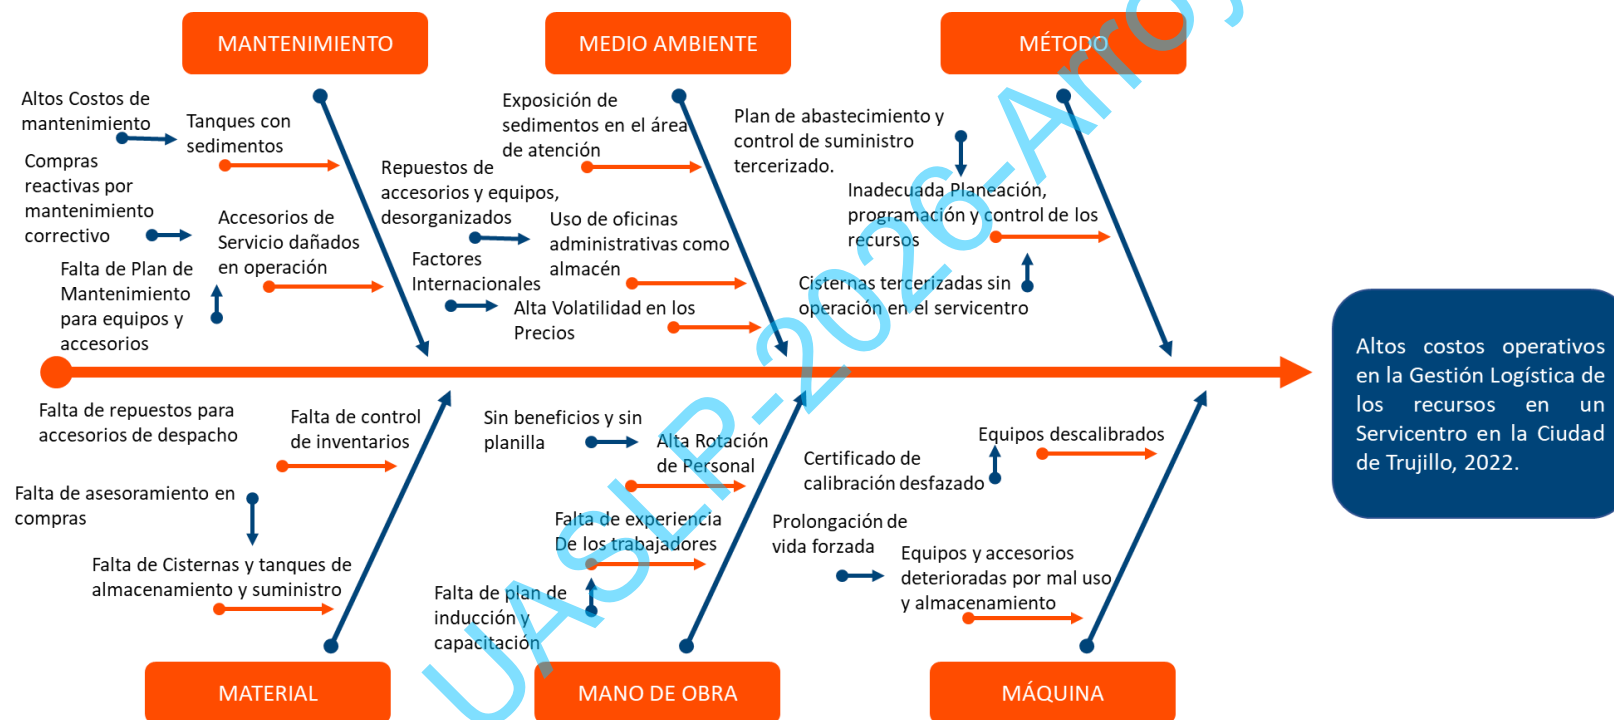 MANTENIMIENTO
MEDIO AMBIENTE
MÉTODO
Altos Costos de
mantenimiento
Tanques con
sedimentos
Compras
reactivas por
mantenimiento
correctivo
Accesorios de
Servicio dañados
en operación
Falta de Plan de
Mantenimiento
para equipos y
accesorios
Exposición de
sedimentos en el área
de atención
Repuestos de
accesorios y equipos,
desorganizados
Uso de oficinas
administrativas como
almacén
Factores
Internacionales
Alta Volatilidad en los
Precios
Plan de abastecimiento y
control de suministro
tercerizado.
Inadecuada Planeación,
programación y control de los
recursos
Cisternas tercerizadas sin
operación en el servicentro
Altos costos operativos
en la Gestión Logística de
los recursos en un
Servicentro en la Ciudad
de Trujillo, 2022.
Falta de repuestos para
accesorios de despacho
Falta de control
de inventarios
Falta de asesoramiento en
compras
Falta de Cisternas y tanques de
almacenamiento y suministro
Sin beneficios y sin
planilla
Alta Rotación
de Personal
Falta de experiencia
De los trabajadores
Falta de plan de
inducción y
capacitación
Equipos descalibrados
Certificado de
calibración desfazado
Prolongación de
vida forzada
Equipos y accesorios
deterioradas por mal uso
y almacenamiento
MATERIAL
MANO DE OBRA
MÁQUINA
UASLP-2026-Arroy